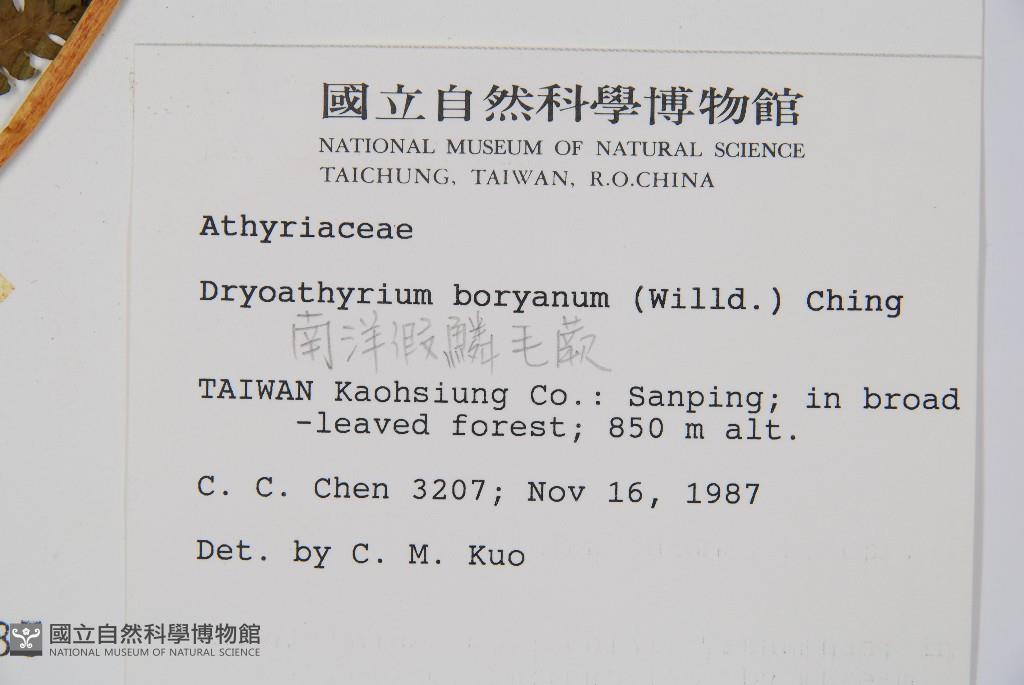 國立自然科學博物館
NATIONAL MUSEUM OF NATURAL SCIENCE
TAICHUNG, TAIWAN, R.O.CHINA
Athyriaceae
Dryoathyrium boryanum (Willd.) Ching
南洋假鱗毛蕨
TAIWAN Kaohsiung Co.: Sanping; in broad
-leaved forest; 850 m alt.
C. C. Chen 3207; Nov 16, 1987
Det. by C. M. Kuo
國立自然科學博物館
NATIONAL MUSEUM OF NATURAL SCIENCE